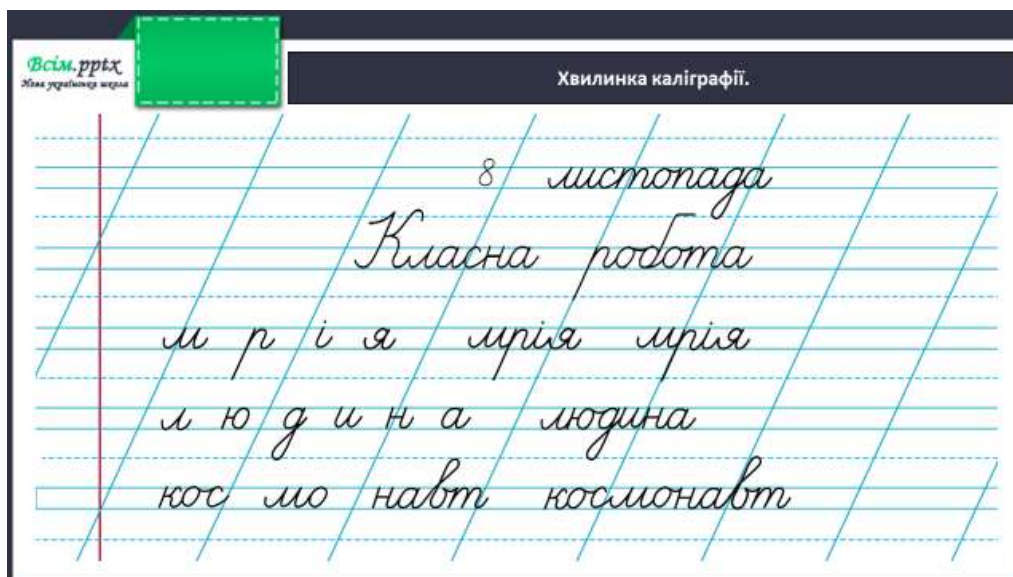 Всім.pptx
Нова українська школа
Хвилинка каліграфії.
8 листопада
Класна робота
м р і я мрія мрія
л ю д и н а людина
кос мо навт космонавт